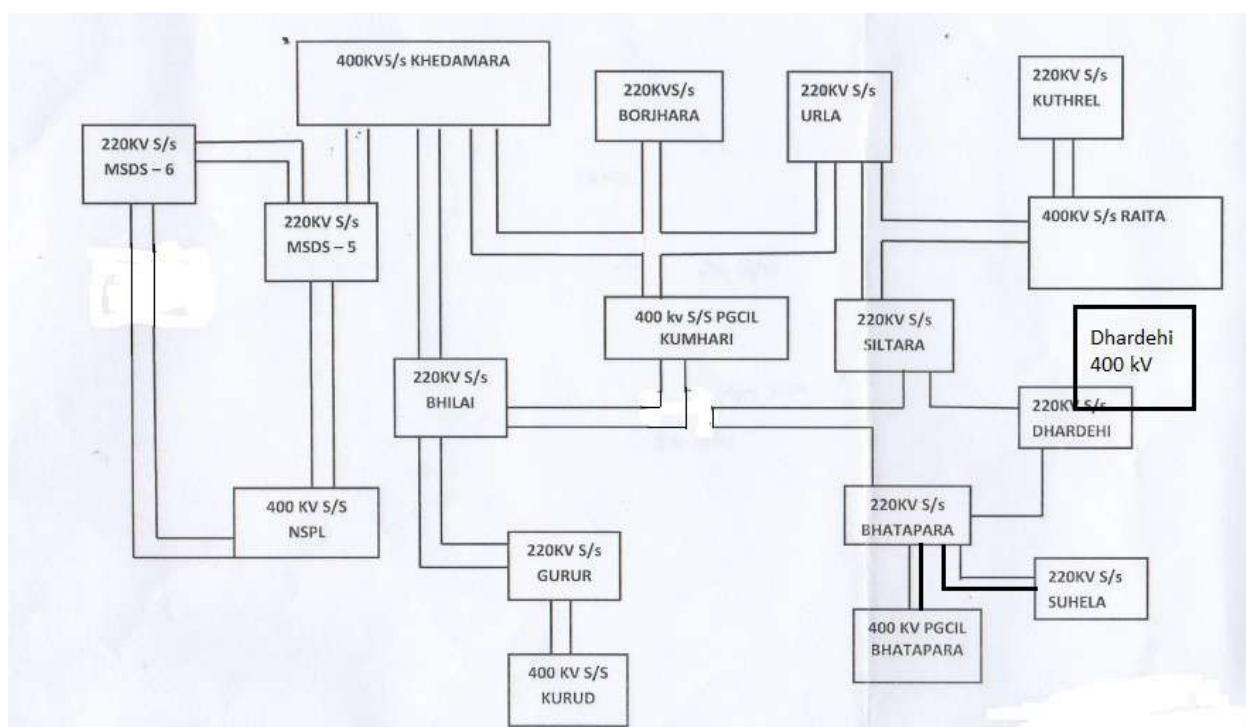 400KV5/s KHEDAMARA
220KVS/s
BORJHARA
220KV S/s
URLA
220KV S/s
KUTHREL
220KV S/s
MSDS – 6
220KV S/s
MSDS – 5
400KV S/s RAITA
400 kv S/S PGCIL
KUMHARI
220KV S/s
SILTARA
Dhardehi
400 kV
220KV S/s
BHILAI
220KV S/s
DHARDEHI
400 KV S/S
NSPL
220KV S/s
BHATAPARA
220KV S/s
GURUR
220KV S/s
SUHELA
400 KV PGCIL
BHATAPARA
400 KV S/S
KURUD